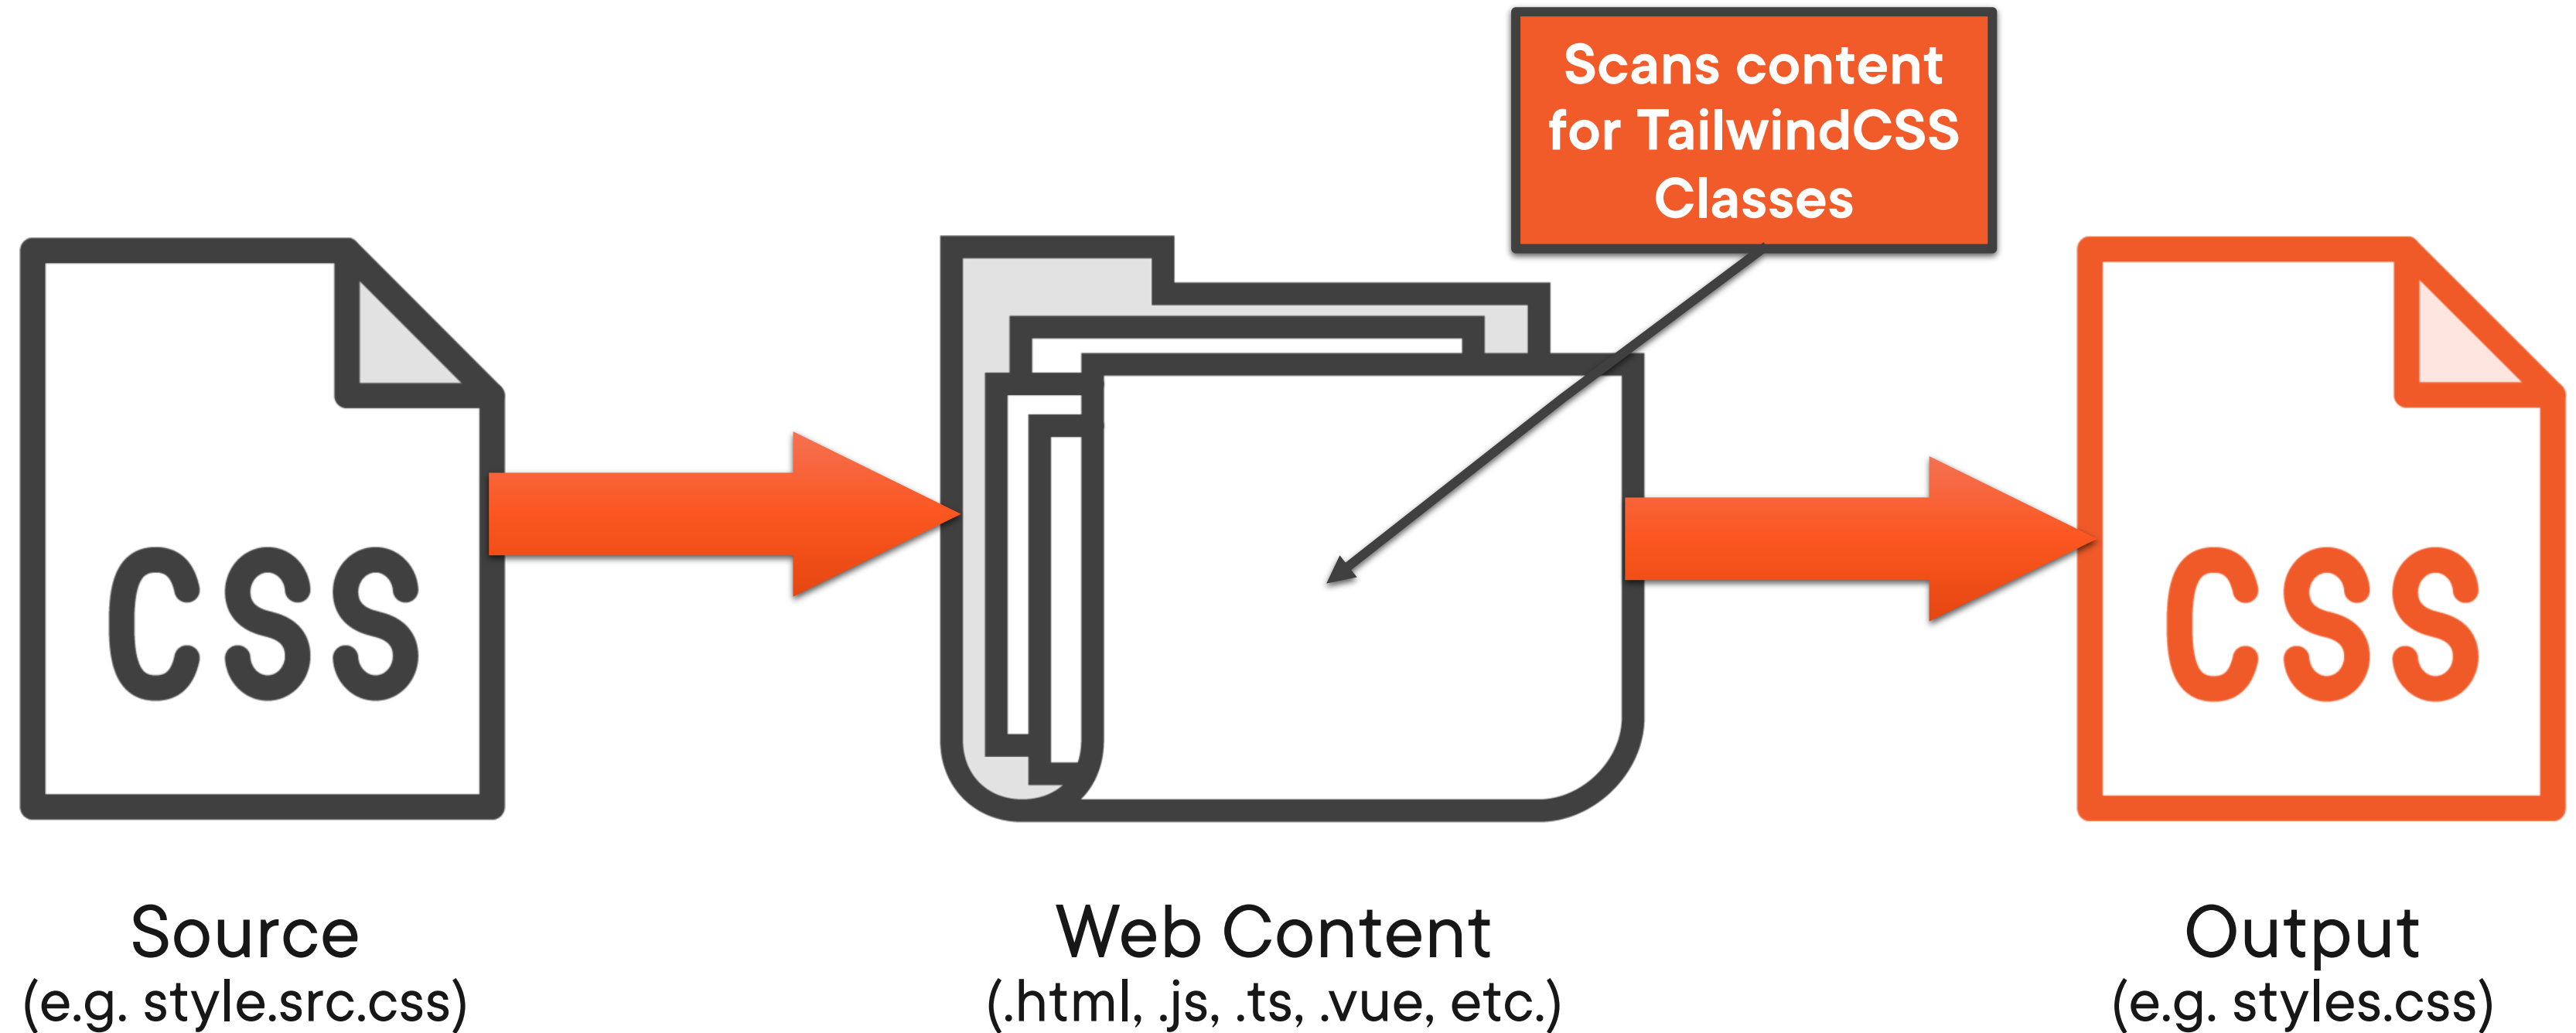 Scans content
for TailwindCSS
Classes
CSS
CSS
Source
(e.g. style.src.css)
Web Content
(.html, .js, .ts, .vue, etc.)
Output
(e.g. styles.css)